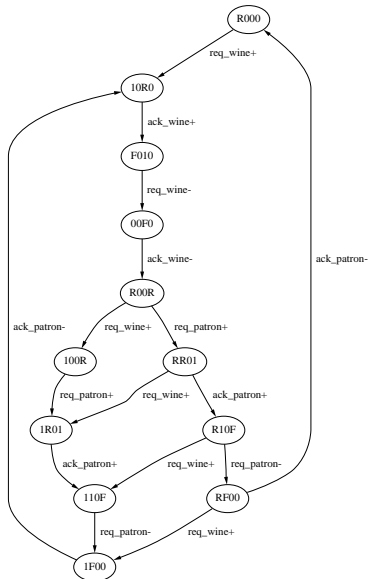 R000
req_wine+
10R0
ack_wine+
F010
req_wine-
00F0
ack_wine-
ack_patron-
R00R
ack_patron-
req_wine+
req_patron+
100R
RR01
req_patron+
req_wine+
ack_patron+
1R01
R10F
ack_patron+
req_wine+
req_patron-
110F
RF00
req_patron-
req_wine+
1F00